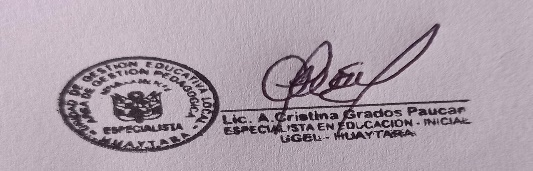 UNIDAD DE GESTION EDUCATIVA LOCAL
AREA DE GESTION PEDAGOGICA
ESPECIALISTA
HUAYTARA
Lic. A.Cristina Grados Paucar
ESPECIALISTA EN EDUCACION - INICIAL
UGEL - HUAYTARA